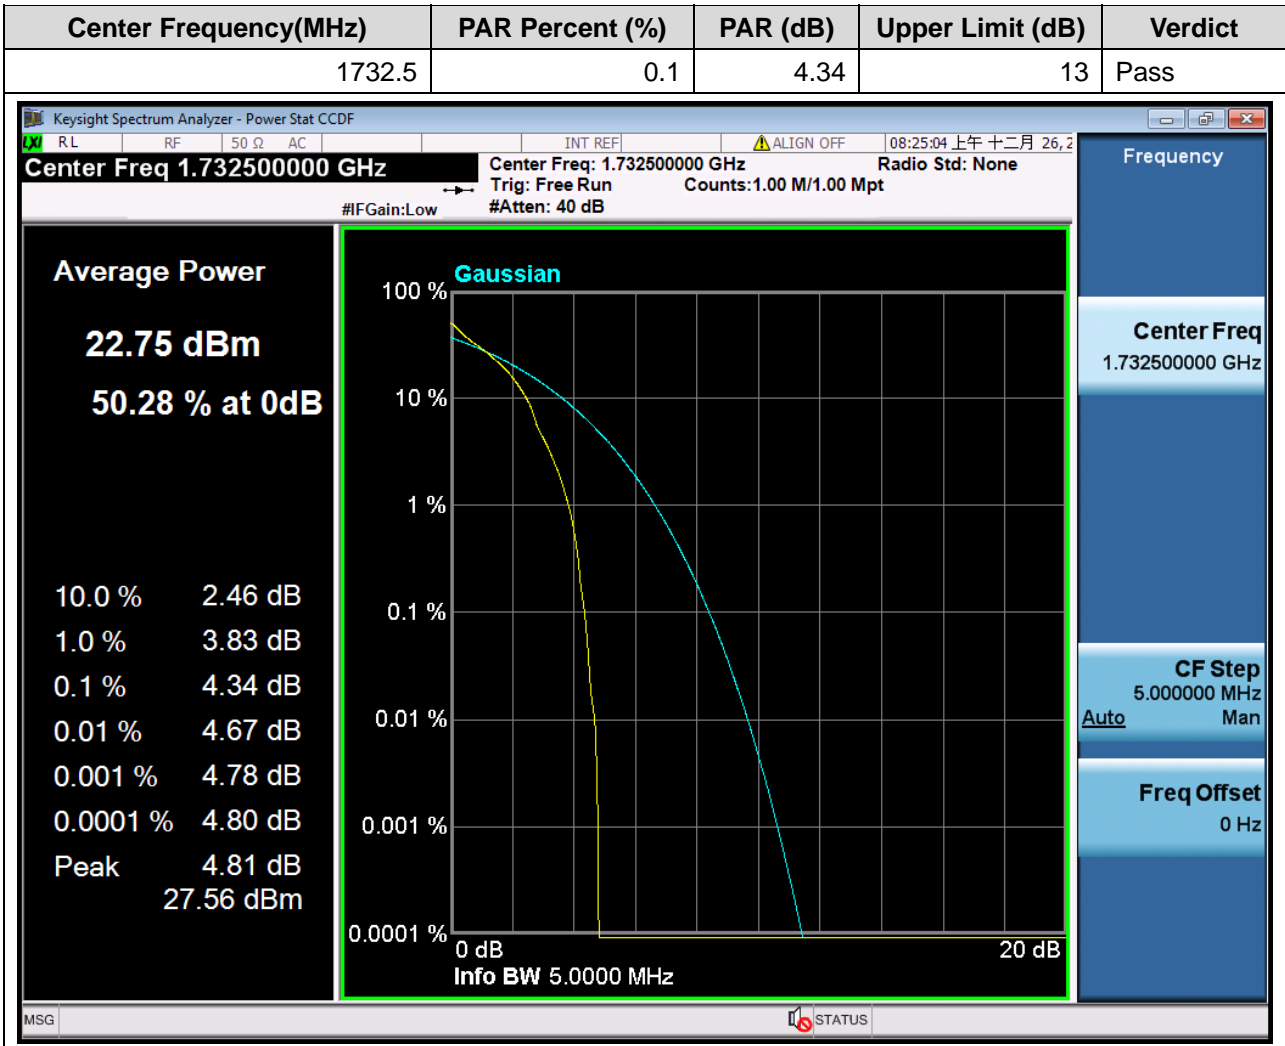 Center Frequency(MHz) PAR Percent (%) PAR (dB) Upper Limit (dB) Verdict
1732.5 0.1 4.34 13 Pass
Keysight Spectrum Analyzer - Power Stat CCDF
LXI RL RF 50 Ω AC INT REF ALIGN OFF 08:25:04 上午 十二月 26, 2
Center Freq 1.732500000 GHz
Center Freq: 1.732500000 GHz Radio Std: None
Trig: Free Run Counts:1.00 M/1.00 Mpt
#IFGain:Low #Atten: 40 dB
Average Power
22.75 dBm
50.28 % at 0dB
10.0 % 2.46 dB
1.0 % 3.83 dB
0.1 % 4.34 dB
0.01 % 4.67 dB
0.001 % 4.78 dB
0.0001 % 4.80 dB
Peak 4.81 dB
27.56 dBm
Gaussian
100 %
10 %
1 %
0.1 %
0.01 %
0.001 %
0.0001 %
0 dB 20 dB
Info BW 5.0000 MHz
Frequency
Center Freq
1.732500000 GHz
CF Step
5.000000 MHz
Auto Man
Freq Offset
0 Hz
MSG STATUS